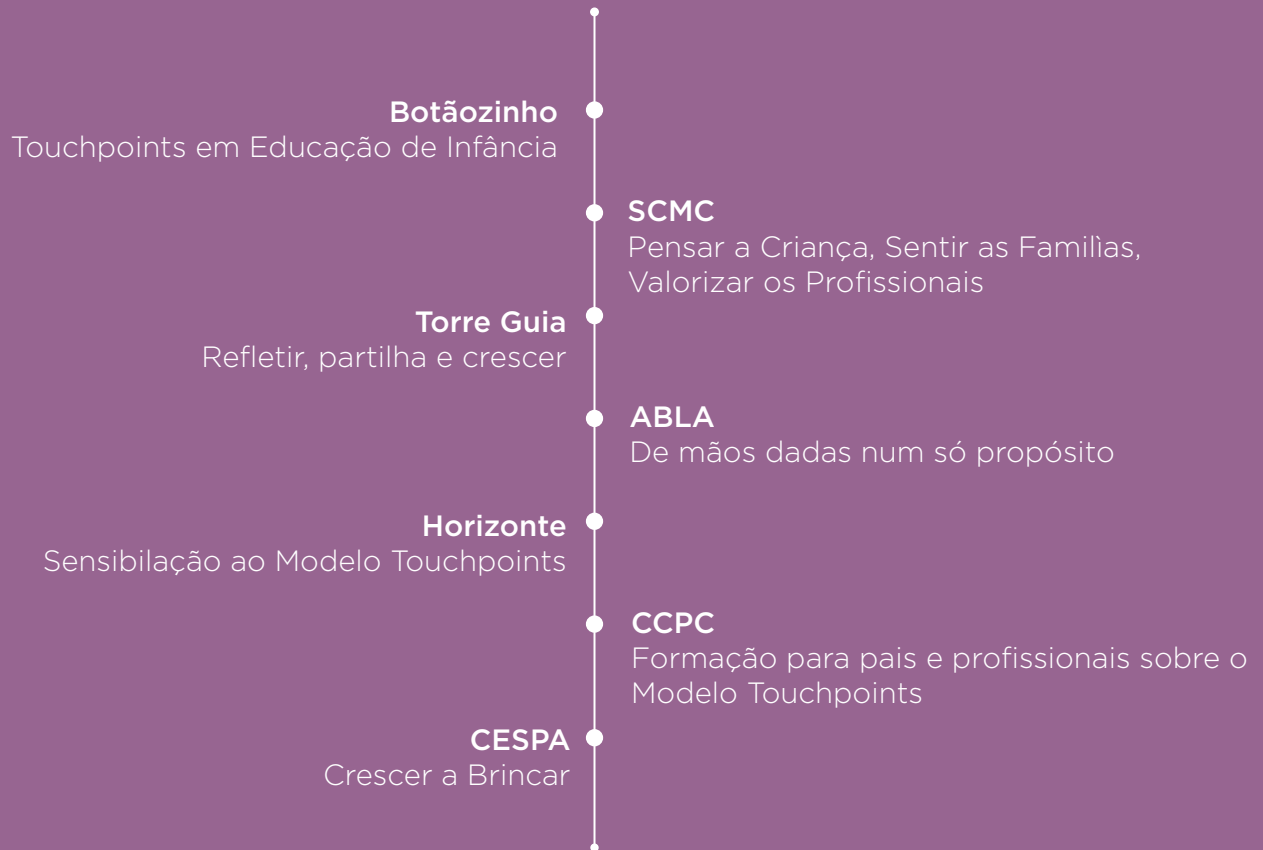 Botãozinho
Touchpoints em Educação de Infância
SCMC
Pensar a Criança, Sentir as Familìas,
Valorizar os Profissionais
Torre Guia
Refletir, partilha e crescer
ABLA
De mãos dadas num só propósito
Horizonte
Sensibilação ao Modelo Touchpoints
CCPC
Formação para pais e profissionais sobre o
Modelo Touchpoints
CESPA
Crescer a Brincar